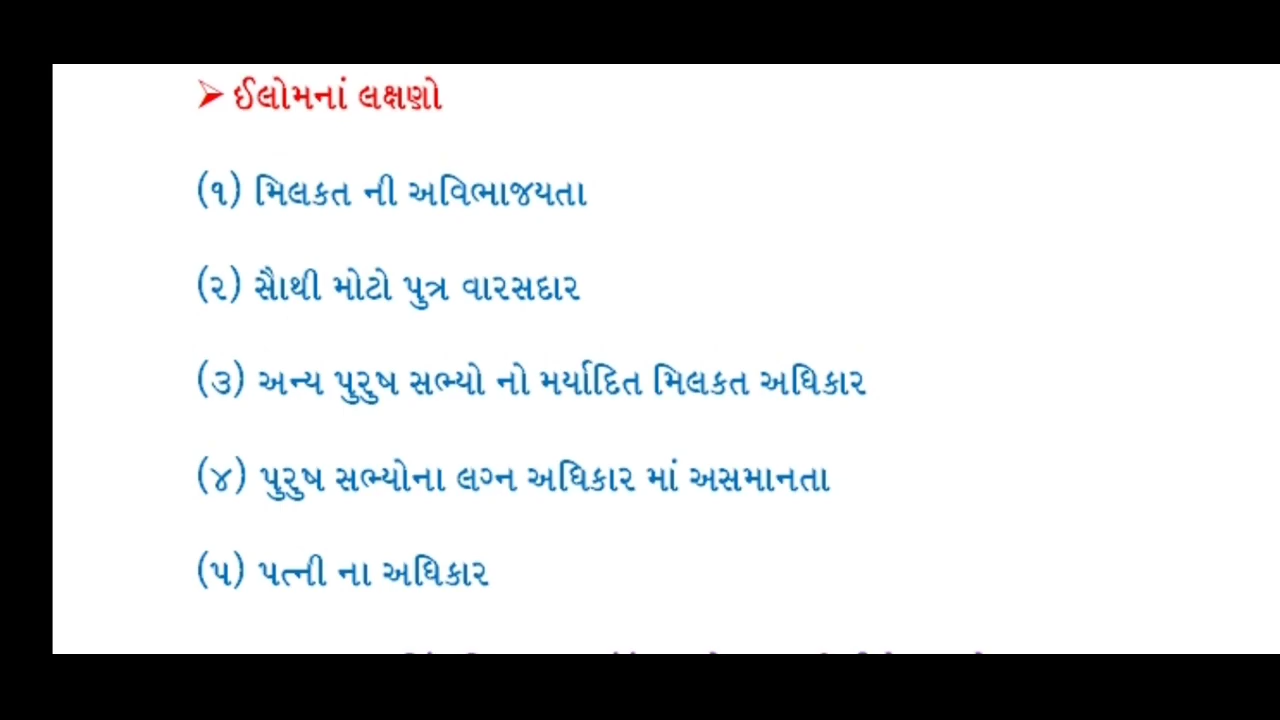 ➢ ઈલોમનાં લક્ષણો
(૧) મિલકત ની અવિભાજયતા
(૨) સૌથી મોટો પુત્ર વારસદાર
(૩) અન્ય પુરુષ સભ્યો નો મર્યાદિત મિલકત અધિકાર
(૪) પુરુષ સભ્યોના લગ્ન અધિકાર માં અસમાનતા
(૫) પત્ની ના અધિકાર